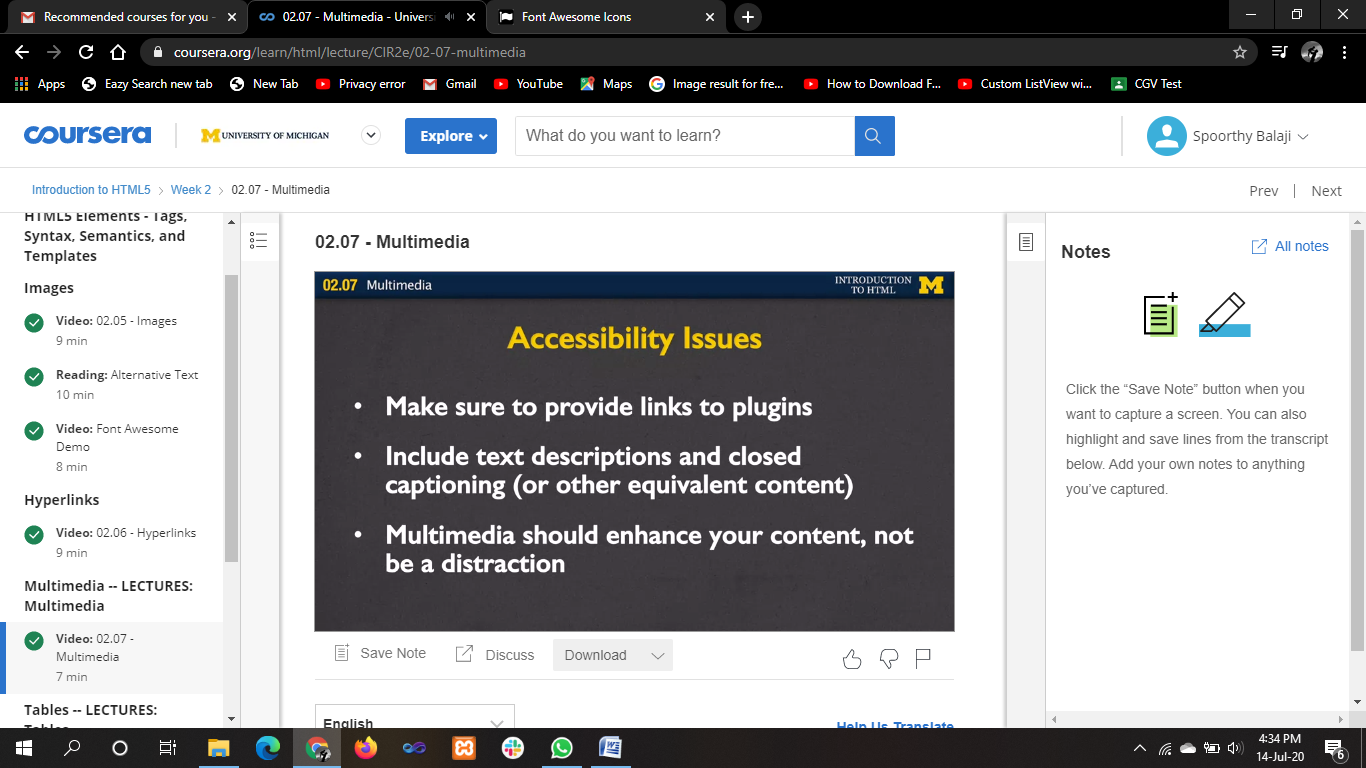 Recommended courses for you -
02.07 - Multimedia - Univers
Font Awesome Icons
coursera.org/learn/html/lecture/CIR2e/02-07-multimedia
Apps
Eazy Search new tab
New Tab
Privacy error
Gmail
YouTube
Maps
Image result for fre...
How to Download F...
Custom ListView wi...
CGV Test
coursera
UNIVERSITY OF MICHIGAN
Explore
What do you want to learn?
Spoorthy Balaji
Introduction to HTML5
Week 2
02.07 - Multimedia
Prev | Next
HTML5 Elements - Tags,
Syntax, Semantics, and
Templates
Images
Video: 02.05 - Images
9 min
Reading: Alternative Text
10 min
Video: Font Awesome
Demo
8 min
Hyperlinks
Video: 02.06 - Hyperlinks
9 min
Multimedia -- LECTURES:
Multimedia
Video: 02.07 -
Multimedia
7 min
Tables -- LECTURES:
Tables
02.07 - Multimedia
02.07 Multimedia
INTRODUCTION
TO HTML
M
Accessibility Issues
• Make sure to provide links to plugins
• Include text descriptions and closed
captioning (or other equivalent content)
• Multimedia should enhance your content, not
be a distraction
Save Note
Discuss
Download
English
Help Us Translate
Notes
All notes
Click the “Save Note” button when you
want to capture a screen. You can also
highlight and save lines from the transcript
below. Add your own notes to anything
you’ve captured.
4:34 PM
14-Jul-20
6